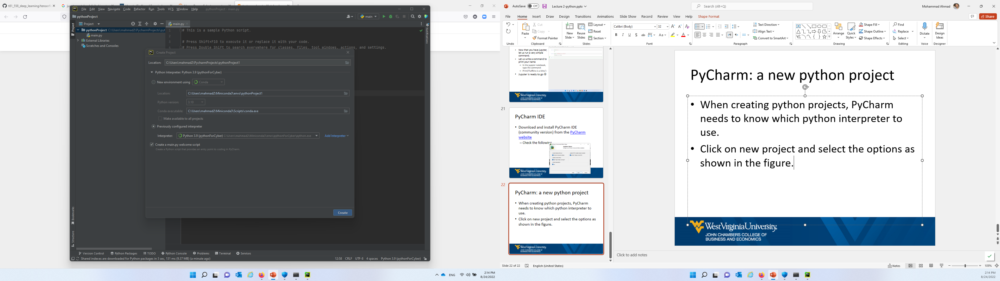 t81_558_deep_learning/tensorfl
File Edit View Navigate Code Refactor Run Tools VCS Window Help pythonProject - main.py
pythonProject
main
Project
Project
main.py
pythonProject C:\Users\mahmad2\PycharmProjects\pyt
main.py
External Libraries
Scratches and Consoles
1 # This is a sample Python script.
2
3 # Press Shift+F10 to execute it or replace it with your code.
4 # Press Double Shift to search everywhere for classes, files, tool windows, actions, and settings.
Notifications
Create Project
Location: C:\Users\mahmad2\PycharmProjects\pythonProject1
Python Interpreter: Python 3.9 (pythonForCyber)
New environment using Conda
Location: C:\Users\mahmad2\Miniconda3\envs\pythonProject1
Python version: 3.10
Conda executable: C:\Users\mahmad2\Miniconda3\Scripts\conda.exe
Make available to all projects
Previously configured interpreter
Interpreter: Python 3.9 (pythonForCyber) C:\Users\mahmad2\Miniconda3\envs\pythonForCyber\python.exe Add Interpreter
Create a main.py welcome script
Create a Python script that provides an entry point to coding in PyCharm.
Create
Bookmarks
Structure
Version Control Python Packages TODO Python Console Problems Terminal Services
Shared indexes are downloaded for Python packages in 3 sec, 131 ms (9.37 MB) (a minute ago) 12:58 CRLF UTF-8 4 spaces Python 3.9 (pythonForCyber)
ENG
2:14 PM
8/24/2022
AutoSave Off Lecture 2-python.pptx Search (Alt+Q) Mohammad Ahmad
File Home Insert Draw Design Transitions Animations Slide Show Record Review View Help Shape Format Share
Undo
Paste
Cut
Copy
Format Painter
Clipboard
New Slide
Reuse Slides
Layout
Reset
Section
Slides
Calibri (Body) 32
Font
Text Direction
Align Text
Convert to SmartArt
Paragraph
Arrange
Quick Styles
Shape Fill
Shape Outline
Shape Effects
Drawing
Find
Replace
Select
Editing
Dictate
Voice
Design Ideas
Designer
• Now that you have jupyter,
let us run a very simple
command.
• Let us write a command to
print your name
– In the jupyter notebook,
type the command:
– Print('Fluffkins is a kitty')
• Jupyter is ready to go ☺
WestVirginiaUniversity.
JOHN CHAMBERS COLLEGE OF
BUSINESS AND ECONOMICS
21
PyCharm IDE
• Download and install PyCharm IDE
(community version) from the PyCharm
website
– Check the following
WestVirginiaUniversity.
JOHN CHAMBERS COLLEGE OF
BUSINESS AND ECONOMICS
22
PyCharm: a new python project
• When creating python projects, PyCharm
needs to know which python interpreter to
use.
• Click on new project and select the options as
shown in the figure.
WestVirginiaUniversity.
PyCharm: a new python project
• When creating python projects, PyCharm
needs to know which python interpreter to
use.
• Click on new project and select the options as
shown in the figure.
WestVirginiaUniversity.
JOHN CHAMBERS COLLEGE OF
BUSINESS AND ECONOMICS
Click to add notes
Slide 22 of 22 English (United States) Notes 105%
2:14 PM
8/24/2022